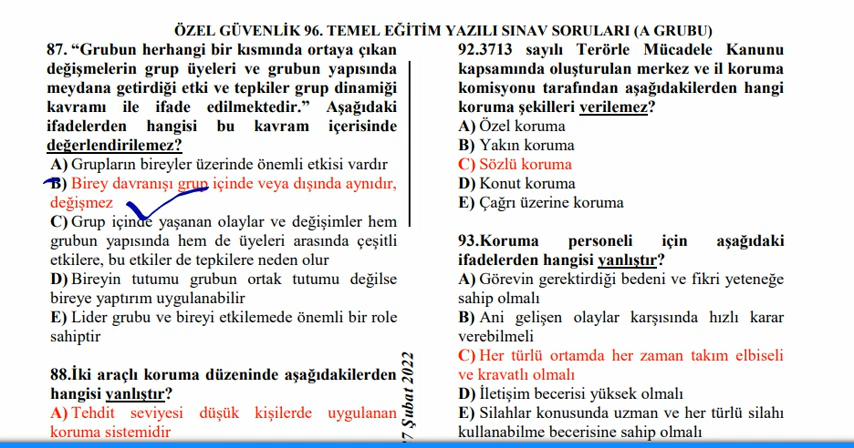 ÖZEL GÜVENLİK 96. TEMEL EĞİTİM YAZILI SINAV SORULARI (A GRUBU)
87. “Grubun herhangi bir kısmında ortaya çıkan
değişmelerin grup üyeleri ve grubun yapısında
meydana getirdiği etki ve tepkiler grup dinamiği
kavramı ile ifade edilmektedir.” Aşağıdaki
ifadelerden hangisi bu kavram içerisinde
değerlendirilemez?
A) Grupların bireyler üzerinde önemli etkisi vardır
B) Birey davranışı grup içinde veya dışında aynıdır,
değişmez
C) Grup içinde yaşanan olaylar ve değişimler hem
grubun yapısında hem de üyeleri arasında çeşitli
etkilere, bu etkiler de tepkilere neden olur
D) Bireyin tutumu grubun ortak tutumu değilse
bireye yaptırım uygulanabilir
E) Lider grubu ve bireyi etkilemede önemli bir role
sahiptir
88.İki araçlı koruma düzeninde aşağıdakilerden
hangisi yanlıştır?
A) Tehdit seviyesi düşük kişilerde uygulanan
koruma sistemidir
7 Şubat 2022
92.3713 sayılı Terörle Mücadele Kanunu
kapsamında oluşturulan merkez ve il koruma
komisyonu tarafından aşağıdakilerden hangi
koruma şekilleri verilemez?
A) Özel koruma
B) Yakın koruma
C) Sözlü koruma
D) Konut koruma
E) Çağrı üzerine koruma
93.Koruma personeli için aşağıdaki
ifadelerden hangisi yanlıştır?
A) Görevin gerektirdiği bedeni ve fikri yeteneğe
sahip olmalı
B) Ani gelişen olaylar karşısında hızlı karar
verebilmeli
C) Her türlü ortamda her zaman takım elbiseli
ve kravatlı olmalı
D) İletişim becerisi yüksek olmalı
E) Silahlar konusunda uzman ve her türlü silahı
kullanabilme becerisine sahip olmalı